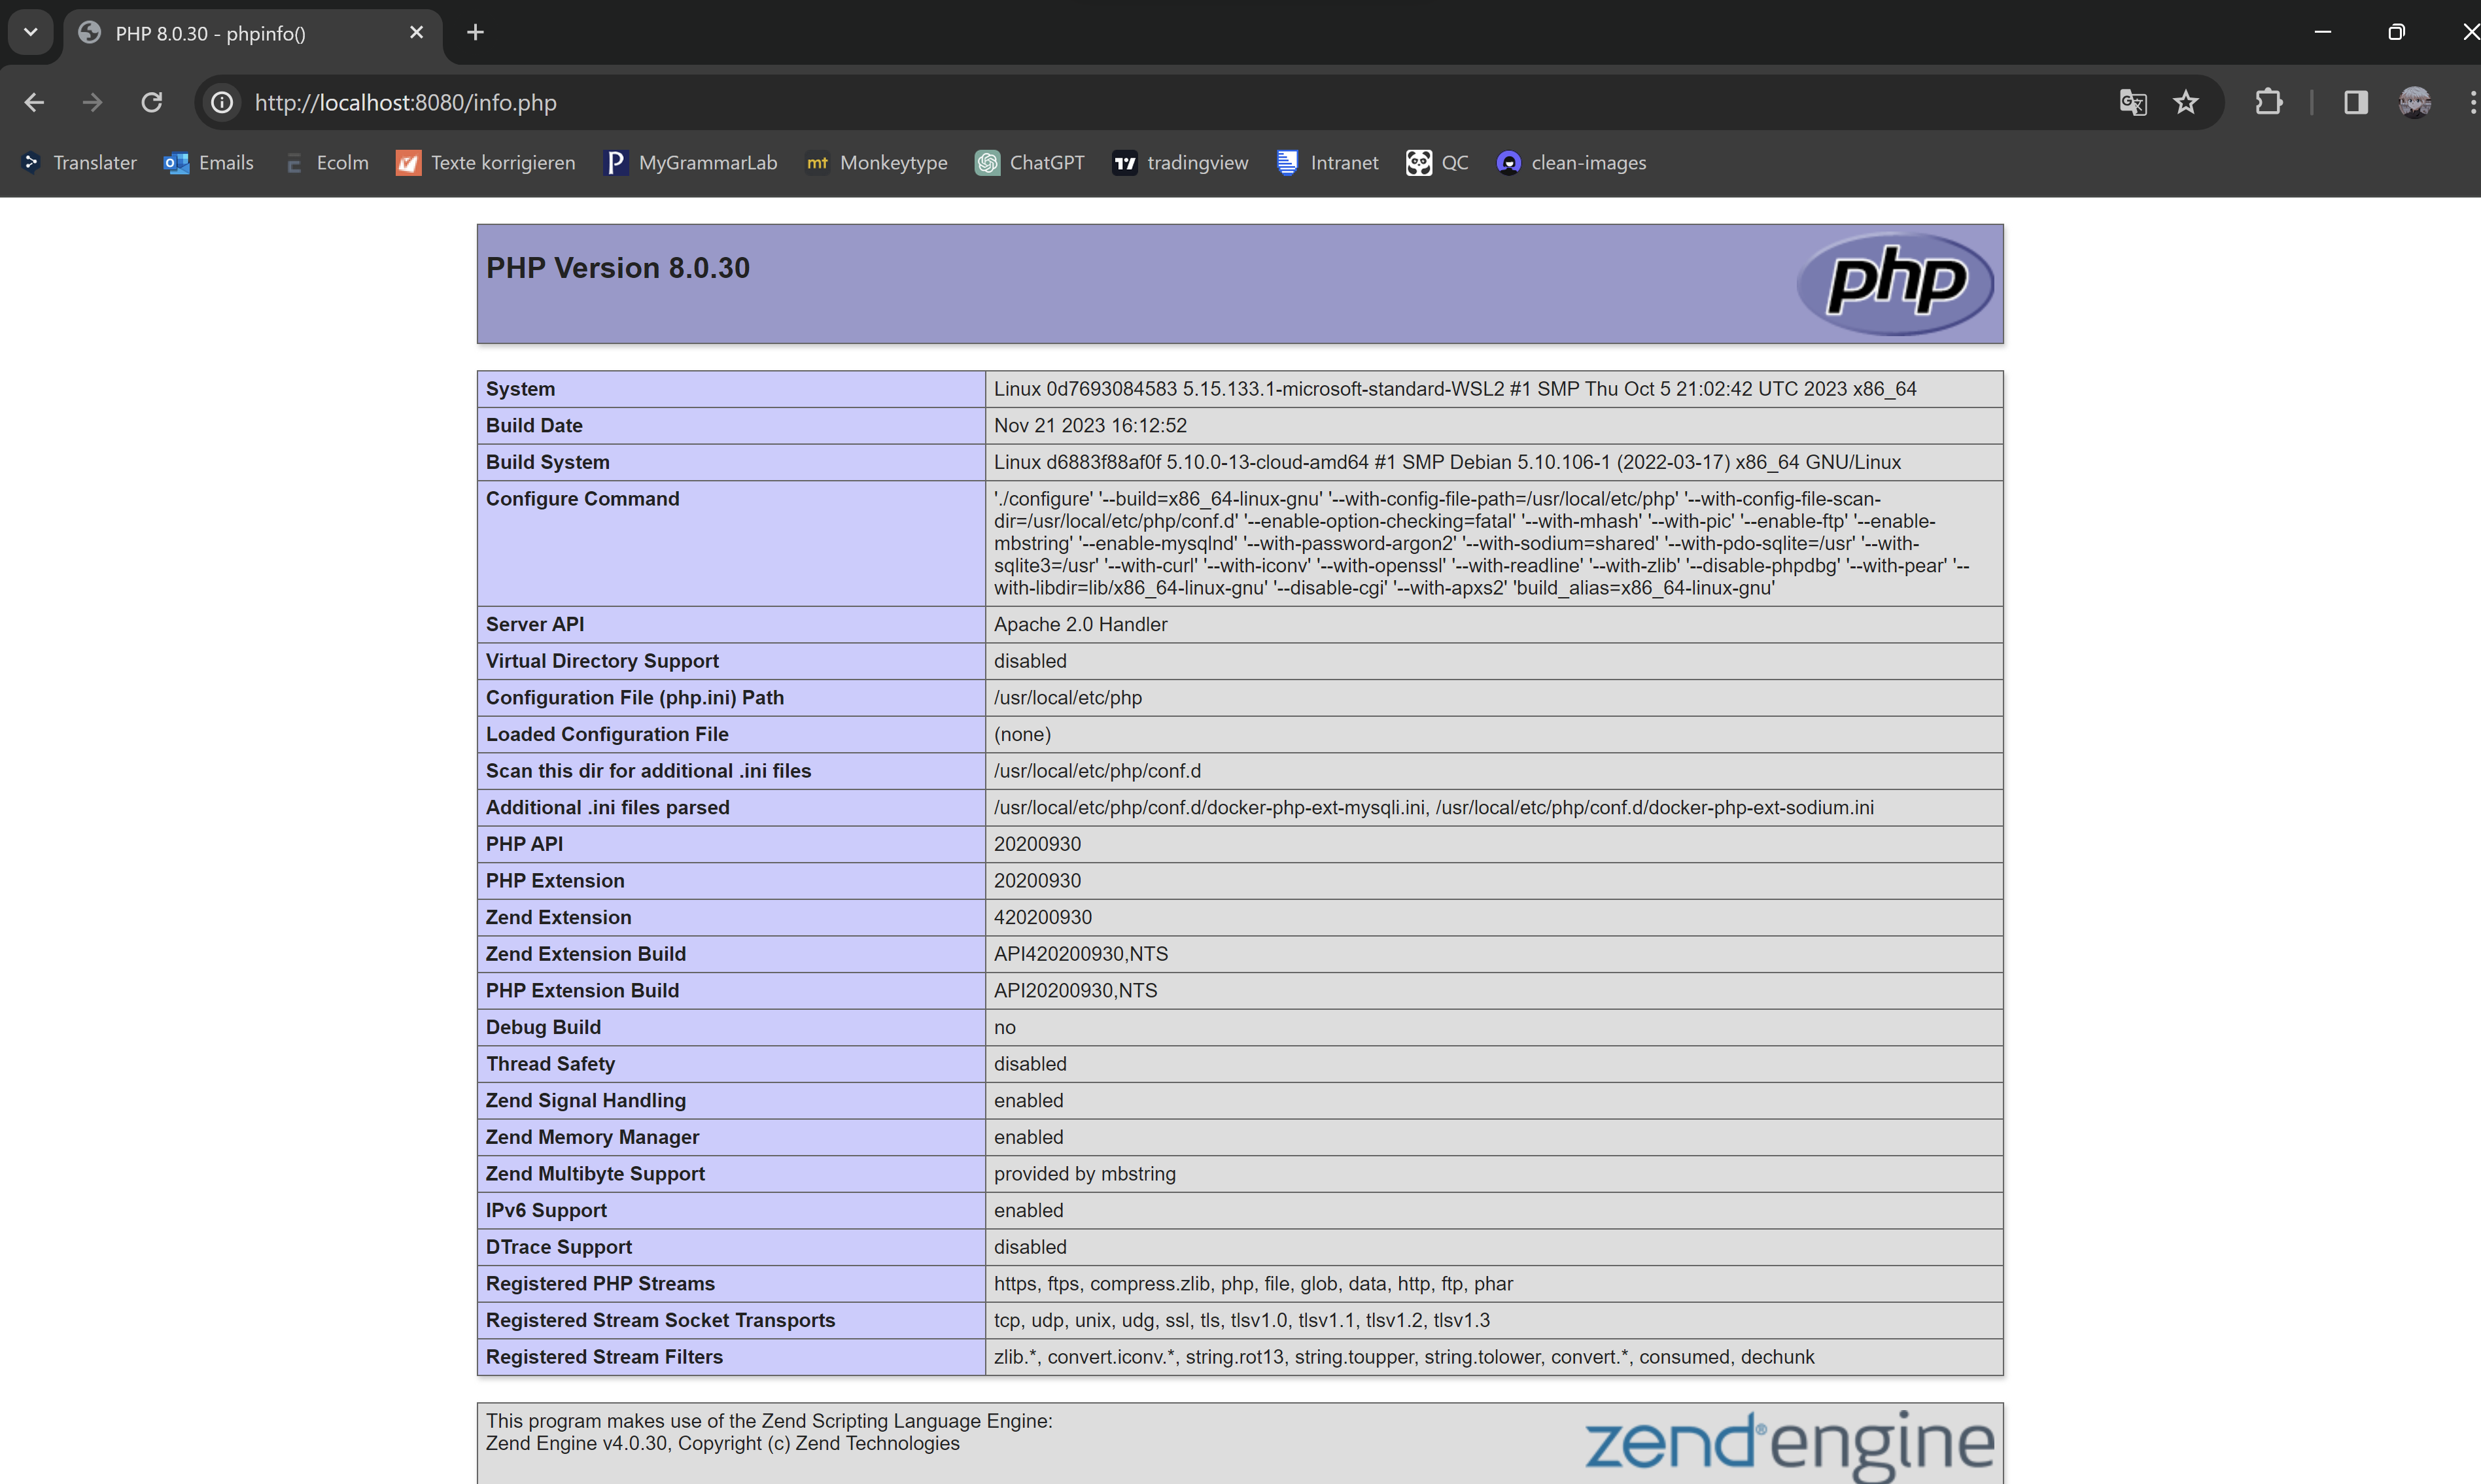 PHP 8.0.30 - phpinfo()
http://localhost:8080/info.php
Translater Emails Ecolm Texte korrigieren MyGrammarLab mt Monkeytype ChatGPT tradingview Intranet QC clean-images
PHP Version 8.0.30
php
System Linux 0d7693084583 5.15.133.1-microsoft-standard-WSL2 #1 SMP Thu Oct 5 21:02:42 UTC 2023 x86_64
Build Date Nov 21 2023 16:12:52
Build System Linux d6883f88af0f 5.10.0-13-cloud-amd64 #1 SMP Debian 5.10.106-1 (2022-03-17) x86_64 GNU/Linux
Configure Command './configure' '--build=x86_64-linux-gnu' '--with-config-file-path=/usr/local/etc/php' '--with-config-file-scan-
dir=/usr/local/etc/php/conf.d' '--enable-option-checking=fatal' '--with-mhash' '--with-pic' '--enable-ftp' '--enable-
mbstring' '--enable-mysqlnd' '--with-password-argon2' '--with-sodium=shared' '--with-pdo-sqlite=/usr' '--with-
sqlite3=/usr' '--with-curl' '--with-iconv' '--with-openssl' '--with-readline' '--with-zlib' '--disable-phpdbg' '--with-pear' '--
with-libdir=lib/x86_64-linux-gnu' '--disable-cgi' '--with-apxs2' 'build_alias=x86_64-linux-gnu'
Server API Apache 2.0 Handler
Virtual Directory Support disabled
Configuration File (php.ini) Path /usr/local/etc/php
Loaded Configuration File (none)
Scan this dir for additional .ini files /usr/local/etc/php/conf.d
Additional .ini files parsed /usr/local/etc/php/conf.d/docker-php-ext-mysqli.ini, /usr/local/etc/php/conf.d/docker-php-ext-sodium.ini
PHP API 20200930
PHP Extension 20200930
Zend Extension 420200930
Zend Extension Build API420200930,NTS
PHP Extension Build API20200930,NTS
Debug Build no
Thread Safety disabled
Zend Signal Handling enabled
Zend Memory Manager enabled
Zend Multibyte Support provided by mbstring
IPv6 Support enabled
DTrace Support disabled
Registered PHP Streams https, ftps, compress.zlib, php, file, glob, data, http, ftp, phar
Registered Stream Socket Transports tcp, udp, unix, udg, ssl, tls, tlsv1.0, tlsv1.1, tlsv1.2, tlsv1.3
Registered Stream Filters zlib.*, convert.iconv.*, string.rot13, string.toupper, string.tolower, convert.*, consumed, dechunk
This program makes use of the Zend Scripting Language Engine:
Zend Engine v4.0.30, Copyright (c) Zend Technologies
zend® engine